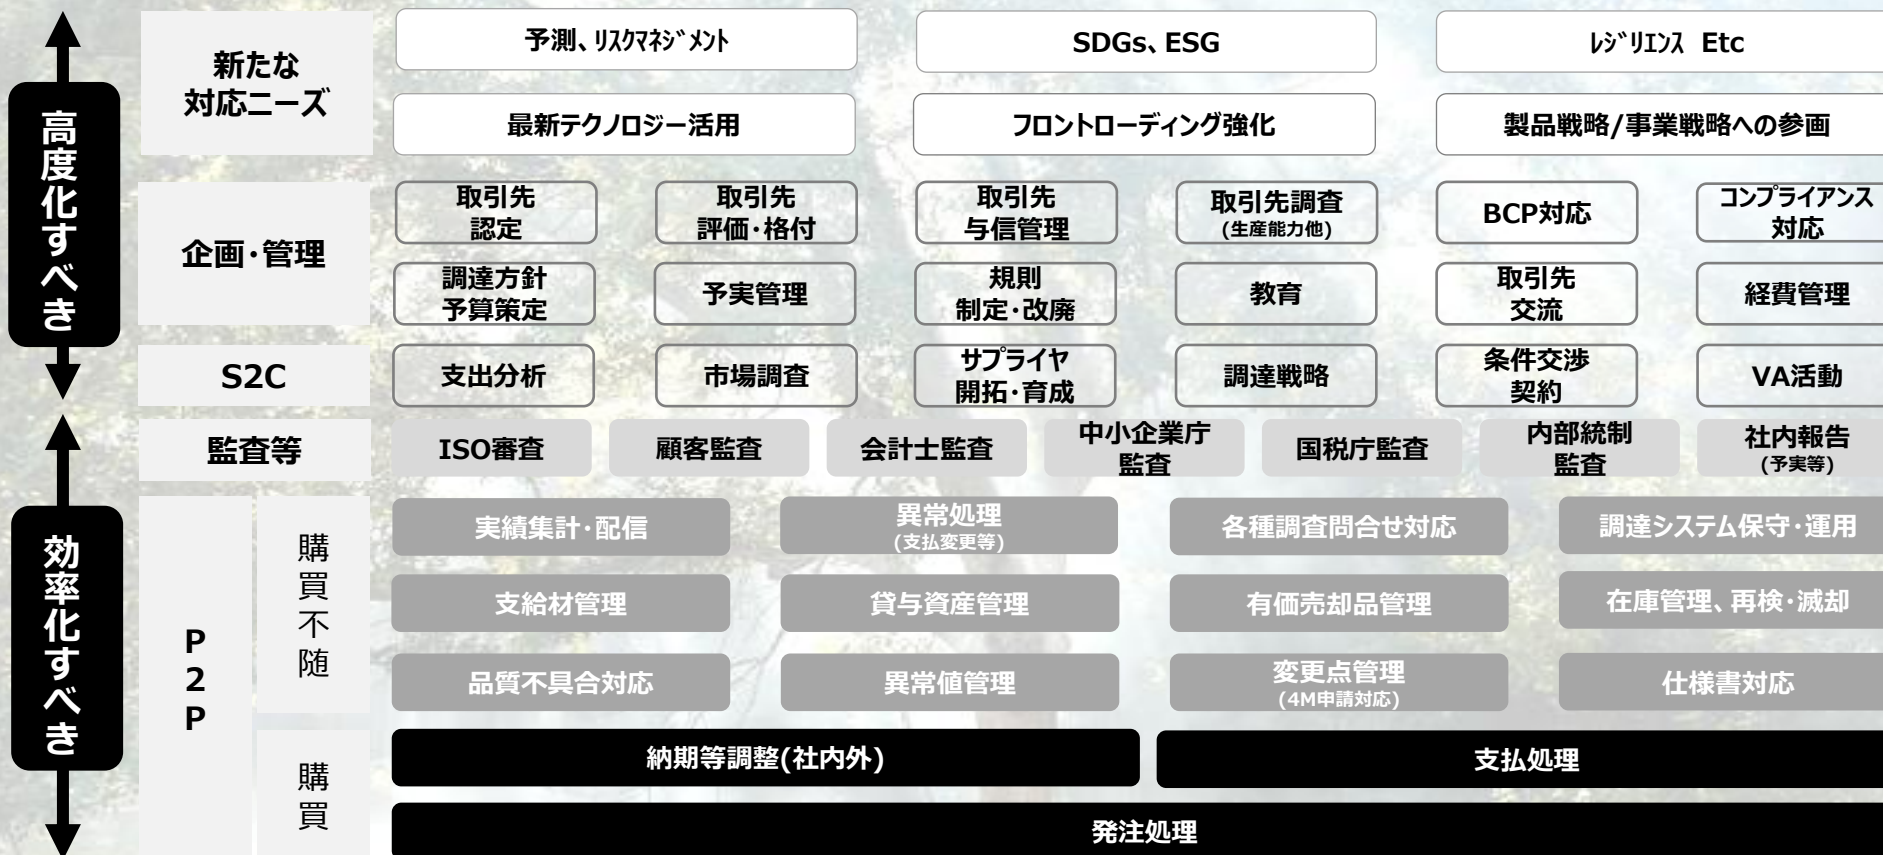 高度化すべき
新たな
対応ニーズ
予測、リスクマネジメント
SDGs、ESG
レジリエンス Etc
最新テクノロジー活用
フロントローディング強化
製品戦略/事業戦略への参画
企画・管理
取引先
認定
取引先
評価・格付
取引先
与信管理
取引先調査
(生産能力他)
BCP対応
コンプライアンス
対応
調達方針
予算策定
予実管理
規則
制定・改廃
教育
取引先
交流
経費管理
S2C
支出分析
市場調査
サプライヤ
開拓・育成
調達戦略
条件交渉
契約
VA活動
効率化すべき
監査等
ISO審査
顧客監査
会計士監査
中小企業庁
監査
国税庁監査
内部統制
監査
社内報告
(予実等)
P2P
購買不随
実績集計・配信
異常処理
(支払変更等)
各種調査問合せ対応
調達システム保守・運用
支給材管理
貸与資産管理
有価売却品管理
在庫管理、再検・滅却
品質不具合対応
異常値管理
変更点管理
(4M申請対応)
仕様書対応
購買
納期等調整(社内外)
支払処理
発注処理